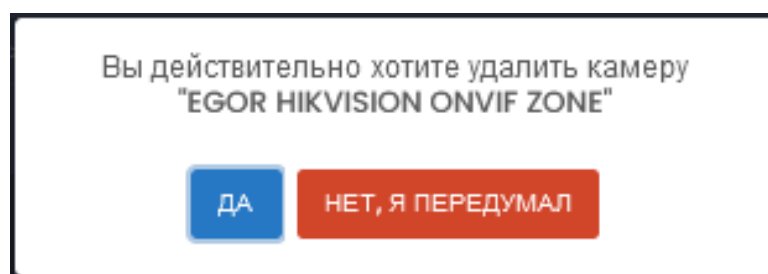 Вы действительно хотите удалить камеру
"EGOR HIKVISION ONVIF ZONE"
ДА
НЕТ, Я ПЕРЕДУМАЛ